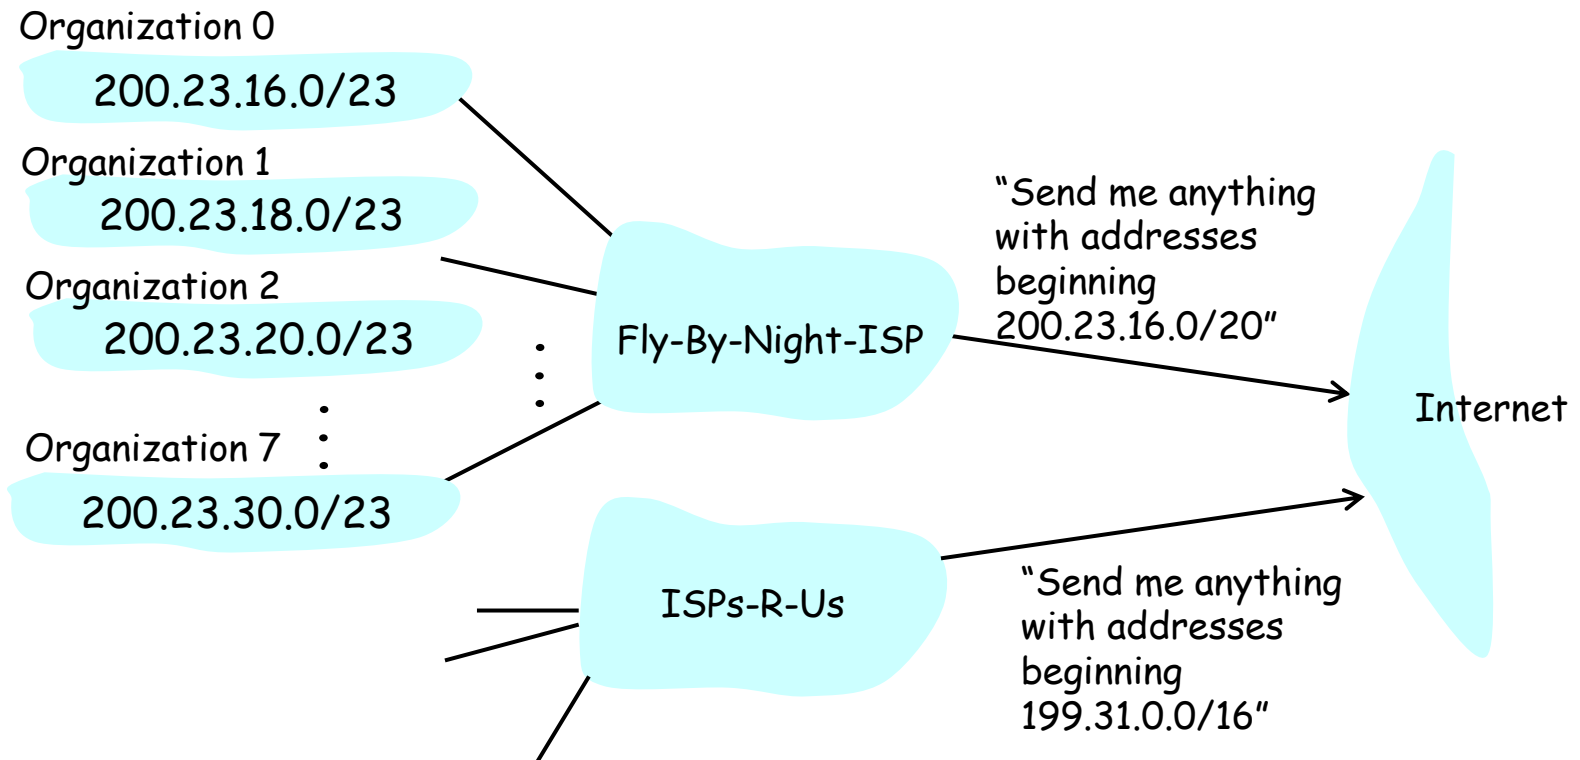 Organization 0
200.23.16.0/23
Organization 1
200.23.18.0/23
Organization 2
200.23.20.0/23
Organization 7
200.23.30.0/23
Fly-By-Night-ISP
“Send me anything
with addresses
beginning
200.23.16.0/20”
Internet
ISPs-R-Us
“Send me anything
with addresses
beginning
199.31.0.0/16”